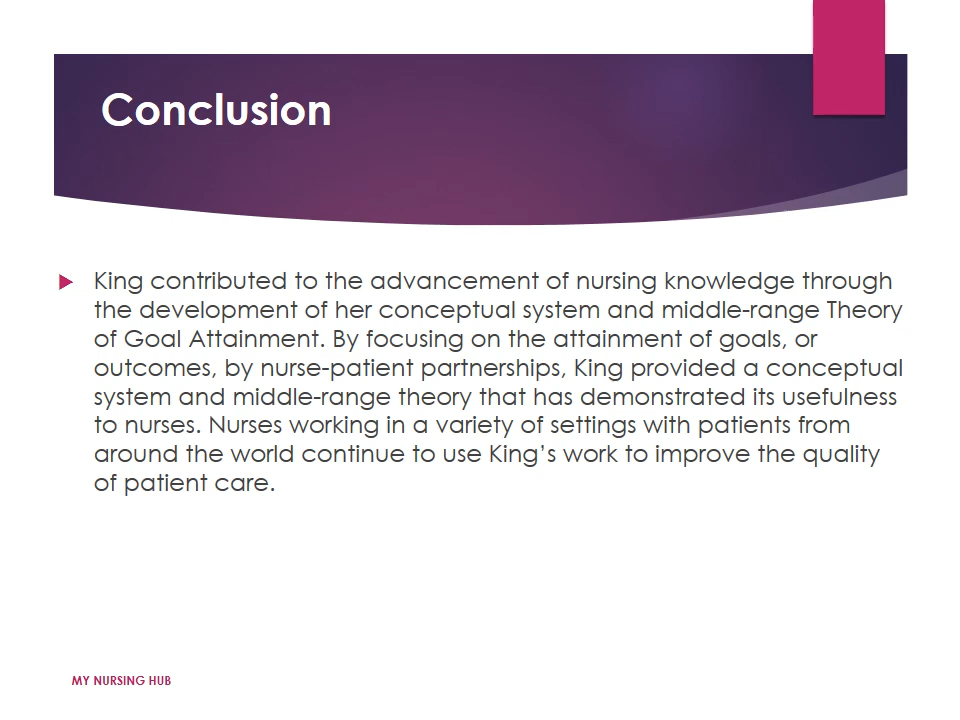 Conclusion
King contributed to the advancement of nursing knowledge through
the development of her conceptual system and middle-range Theory
of Goal Attainment. By focusing on the attainment of goals, or
outcomes, by nurse-patient partnerships, King provided a conceptual
system and middle-range theory that has demonstrated its usefulness
to nurses. Nurses working in a variety of settings with patients from
around the world continue to use King’s work to improve the quality
of patient care.
MY NURSING HUB